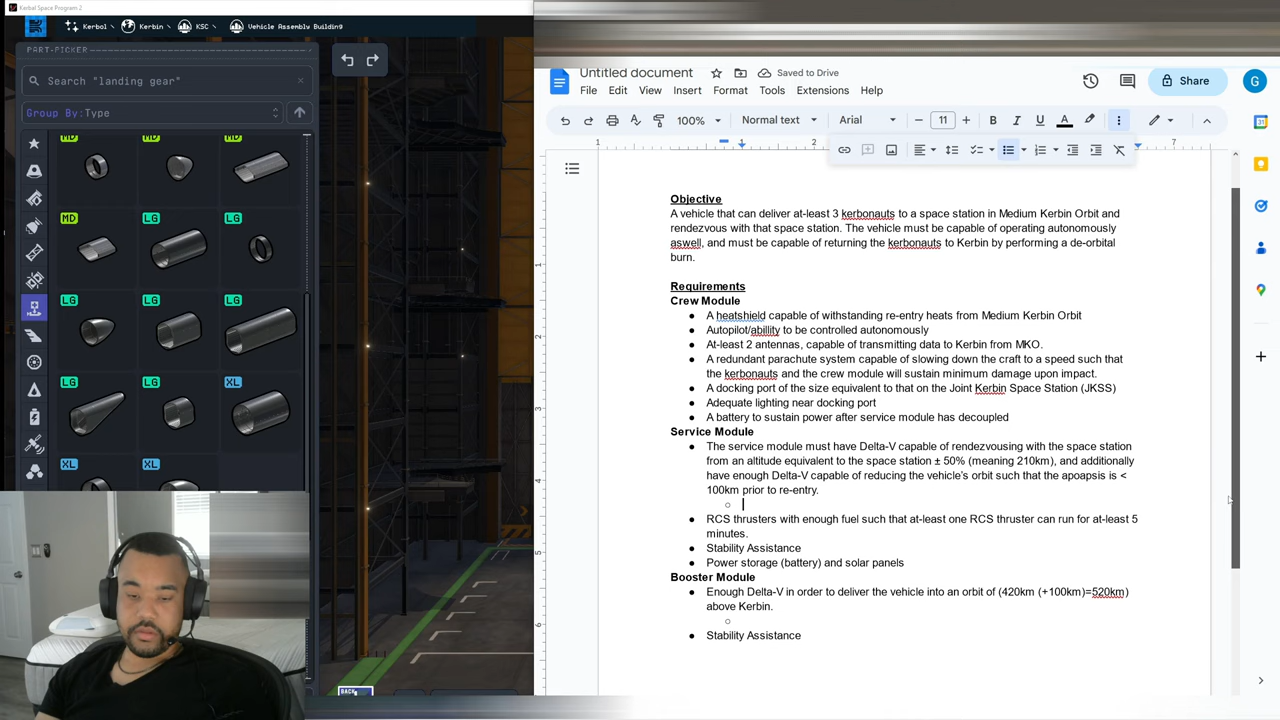 Kerbal Space Program 2
Kerbol
Kerbin
KSC
Vehicle Assembly Building
PART-PICKER
Search "landing gear"
Group By:Type
MD
MD
MD
MD
LG
LG
LG
LG
LG
LG
LG
XL
XL
XL
BACK
Untitled document
Saved to Drive
File Edit View Insert Format Tools Extensions Help
Share
G
100%
Normal text
Arial
11
B I U A
1 2 7
1
2
3
4
5
6
Objective
A vehicle that can deliver at-least 3 kerbonauts to a space station in Medium Kerbin Orbit and
rendezvous with that space station. The vehicle must be capable of operating autonomously
aswell, and must be capable of returning the kerbonauts to Kerbin by performing a de-orbital
burn.
Requirements
Crew Module
● A heatshield capable of withstanding re-entry heats from Medium Kerbin Orbit
● Autopilot/abillity to be controlled autonomously
● At-least 2 antennas, capable of transmitting data to Kerbin from MKO.
● A redundant parachute system capable of slowing down the craft to a speed such that
the kerbonauts and the crew module will sustain minimum damage upon impact.
● A docking port of the size equivalent to that on the Joint Kerbin Space Station (JKSS)
● Adequate lighting near docking port
● A battery to sustain power after service module has decoupled
Service Module
● The service module must have Delta-V capable of rendezvousing with the space station
from an altitude equivalent to the space station ± 50% (meaning 210km), and additionally
have enough Delta-V capable of reducing the vehicle's orbit such that the apoapsis is <
100km prior to re-entry.
○
● RCS thrusters with enough fuel such that at-least one RCS thruster can run for at-least 5
minutes.
● Stability Assistance
● Power storage (battery) and solar panels
Booster Module
● Enough Delta-V in order to deliver the vehicle into an orbit of (420km (+100km)=520km)
above Kerbin.
○
● Stability Assistance